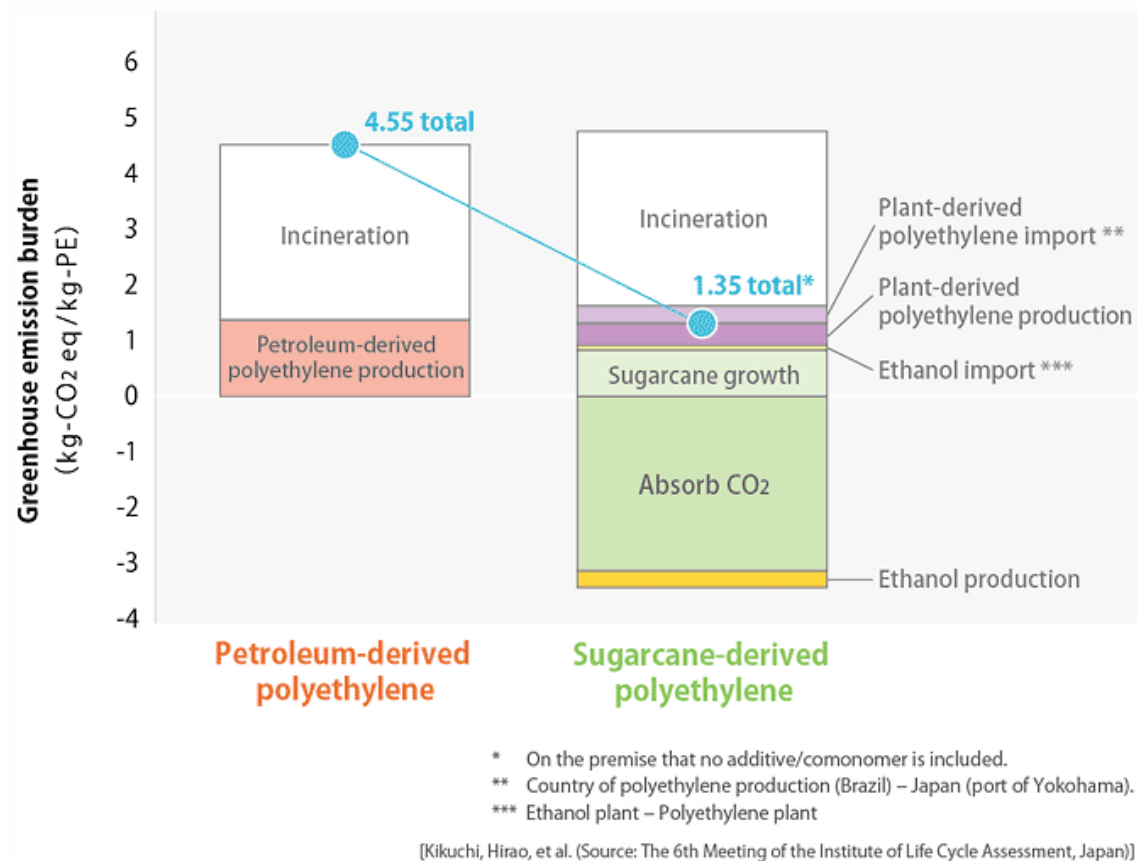 Greenhouse emission burden
(kg-CO2 eq/kg-PE)
6
5
4
3
2
1
0
-1
-2
-3
-4
4.55 total
Incineration
Petroleum-derived
polyethylene production
Incineration
1.35 total*
Sugarcane growth
Absorb CO2
Plant-derived
polyethylene import **
Plant-derived
polyethylene production
Ethanol import ***
Ethanol production
Petroleum-derived
polyethylene
Sugarcane-derived
polyethylene
* On the premise that no additive/comonomer is included.
** Country of polyethylene production (Brazil) – Japan (port of Yokohama).
*** Ethanol plant – Polyethylene plant
[Kikuchi, Hirao, et al. (Source: The 6th Meeting of the Institute of Life Cycle Assessment, Japan)]